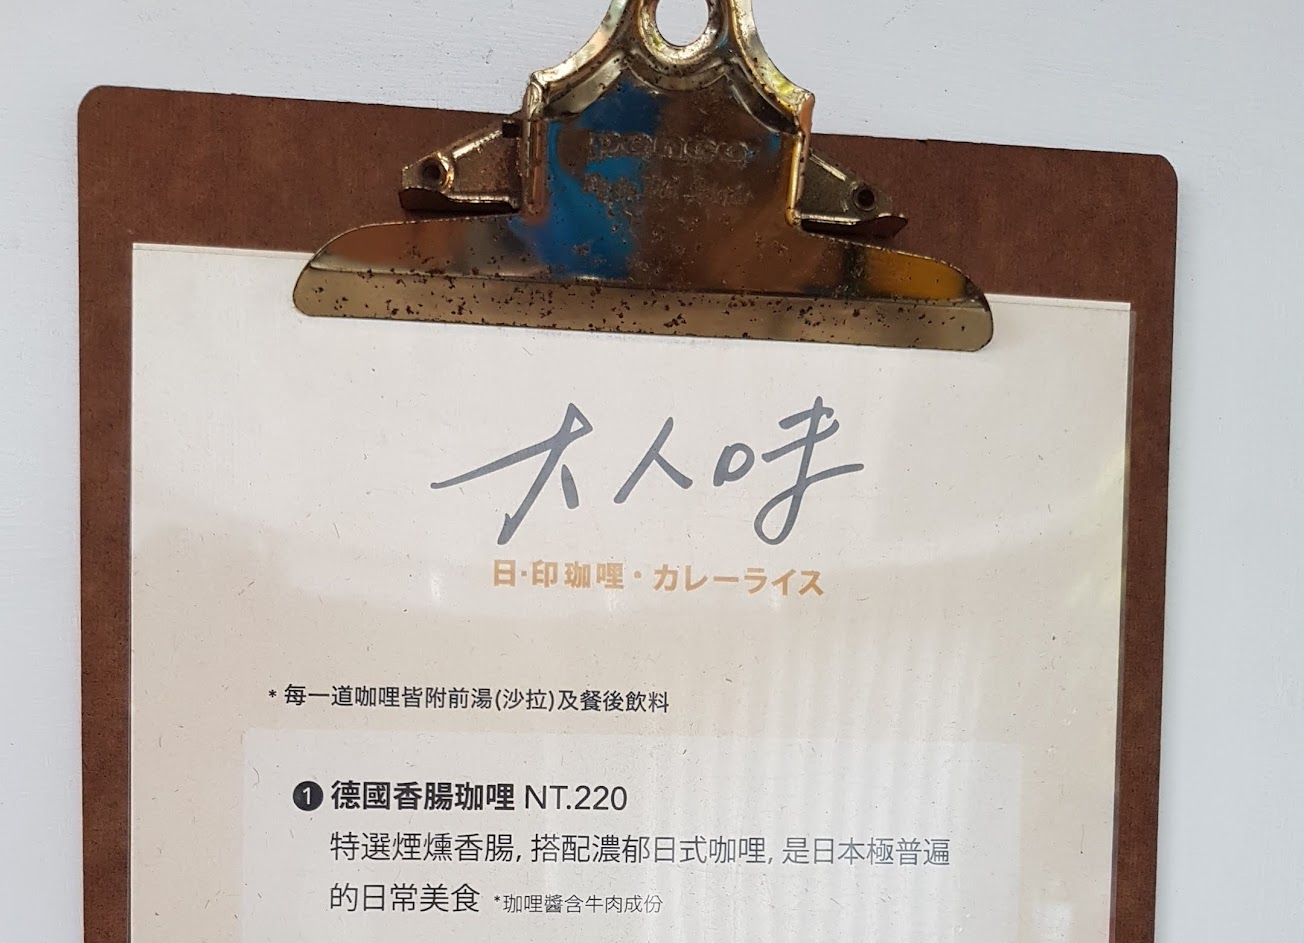 大人味
日·印珈哩·カレーライス
* 每一道咖哩皆附前湯(沙拉)及餐後飲料
❶ 德國香腸珈哩 NT.220
特選煙燻香腸, 搭配濃郁日式咖哩, 是日本極普遍
的日常美食 *珈哩醬含牛肉成份